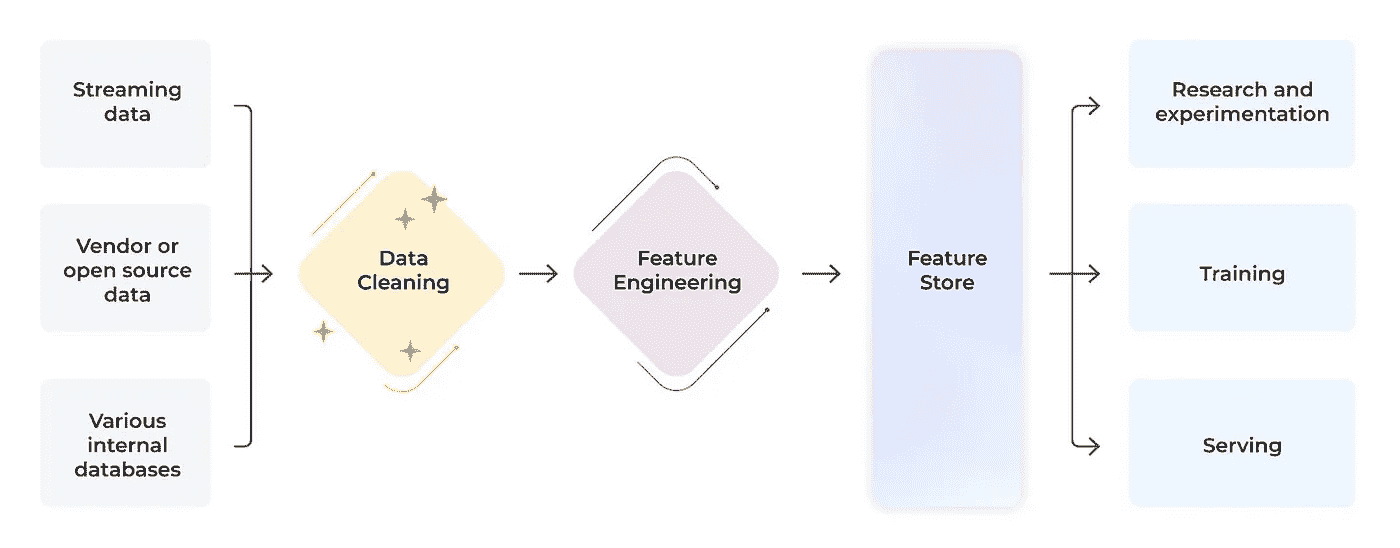 Streaming
data
Vendor or
open source
data
Various
internal
databases
Data
Cleaning
Feature
Engineering
Feature
Store
Research and
experimentation
Training
Serving